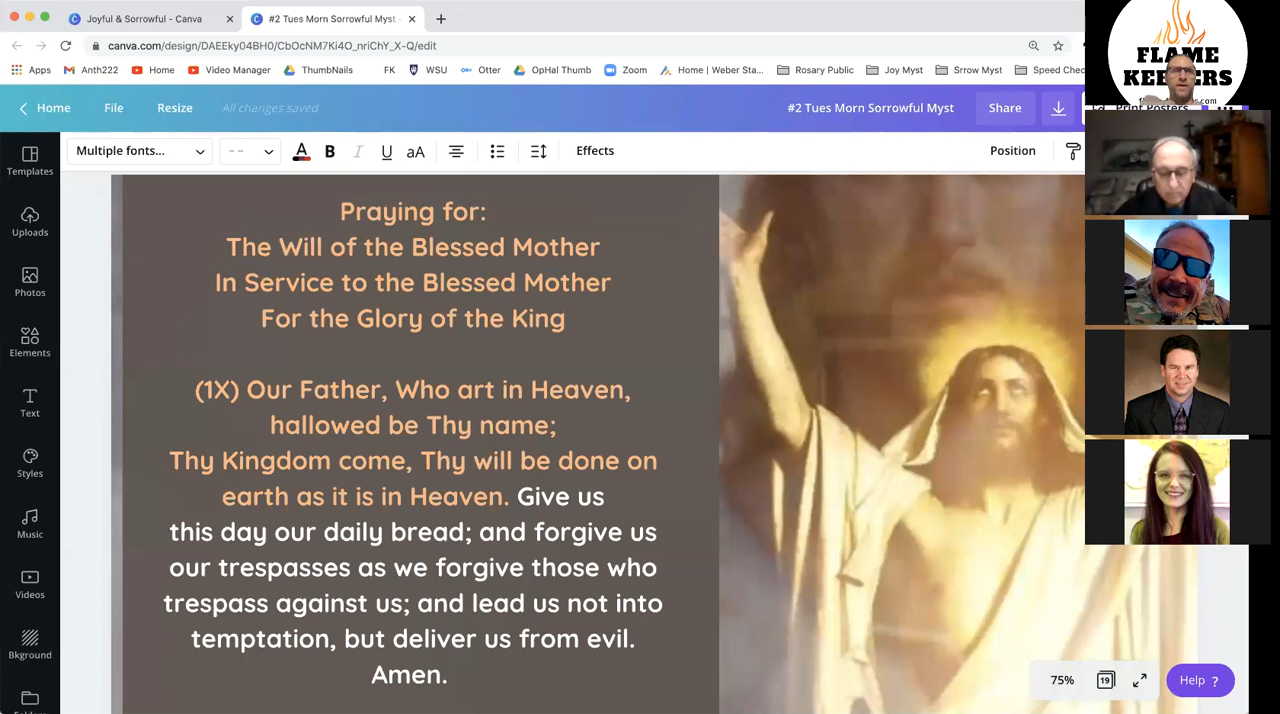 Joyful & Sorrowful - Canva
#2 Tues Morn Sorrowful Myst -
canva.com/design/DAEEky04BH0/CbOcNM7Ki4O_nriChY_X-Q/edit
Apps
Anth222
Home
Video Manager
ThumbNails
FK
WSU
Otter
OpHal Thumb
Zoom
Home | Weber Sta...
Rosary Public
Joy Myst
Srrow Myst
Speed Chec
Home
File
Resize
All changes saved
#2 Tues Morn Sorrowful Myst
Share
Print Posters
FLAME
KEEPERS
Multiple fonts...
- -
A
B
I
U
aA
Effects
Position
Templates
Uploads
Photos
Elements
Text
Styles
Music
Videos
Bkground
Praying for:
The Will of the Blessed Mother
In Service to the Blessed Mother
For the Glory of the King
(1X) Our Father, Who art in Heaven,
hallowed be Thy name;
Thy Kingdom come, Thy will be done on
earth as it is in Heaven. Give us
this day our daily bread; and forgive us
our trespasses as we forgive those who
trespass against us; and lead us not into
temptation, but deliver us from evil.
Amen.
75%
19
Help ?